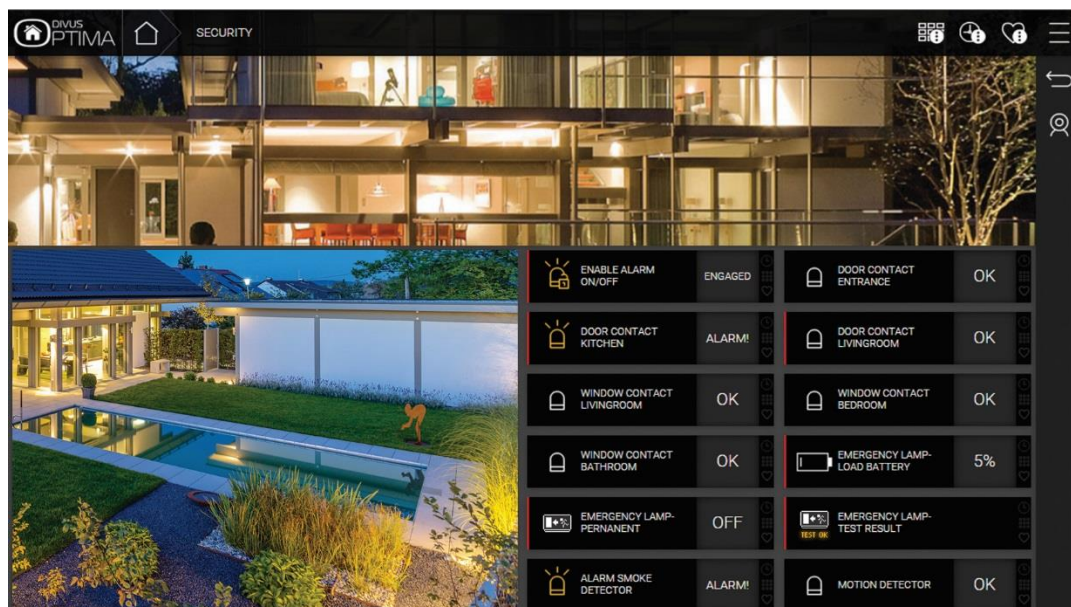 DIVUS
OPTIMA
SECURITY
ENABLE ALARM
ON/OFF
ENGAGED
DOOR CONTACT
ENTRANCE
OK
DOOR CONTACT
KITCHEN
ALARM!
DOOR CONTACT
LIVINGROOM
OK
WINDOW CONTACT
LIVINGROOM
OK
WINDOW CONTACT
BEDROOM
OK
WINDOW CONTACT
BATHROOM
OK
EMERGENCY LAMP-
LOAD BATTERY
5%
EMERGENCY LAMP-
PERNANENT
OFF
TEST OK
EMERGENCY LAMP-
TEST RESULT
ALARM SMOKE
DETECTOR
ALARM!
MOTION DETECTOR
OK